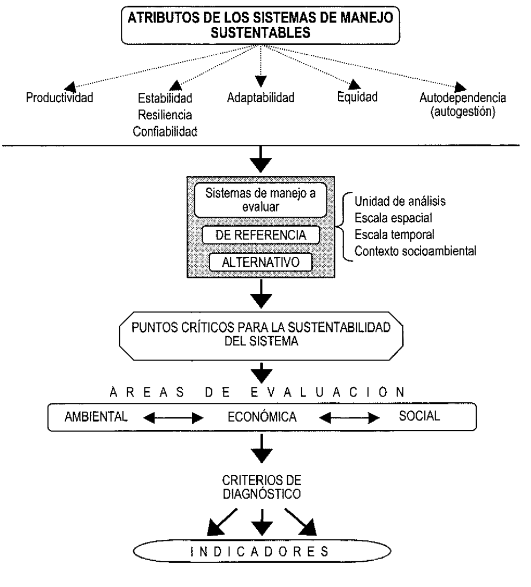 ATRIBUTOS DE LOS SISTEMAS DE MANEJO
SUSTENTABLES
Productividad
Estabilidad
Resiliencia
Confiabilidad
Adaptabilidad
Equidad
Autodependencia
(autogestión)
Sistemas de manejo a
evaluar
DE REFERENCIA
ALTERNATIVO
Unidad de análisis
Escala espacial
Escala temporal
Contexto socioambiental
PUNTOS CRÍTICOS PARA LA SUSTENTABILIDAD
DEL SISTEMA
AREAS DE EVALUACION
AMBIENTAL ECONÓMICA SOCIAL
CRITERIOS DE
DIAGNÓSTICO
INDICADORES